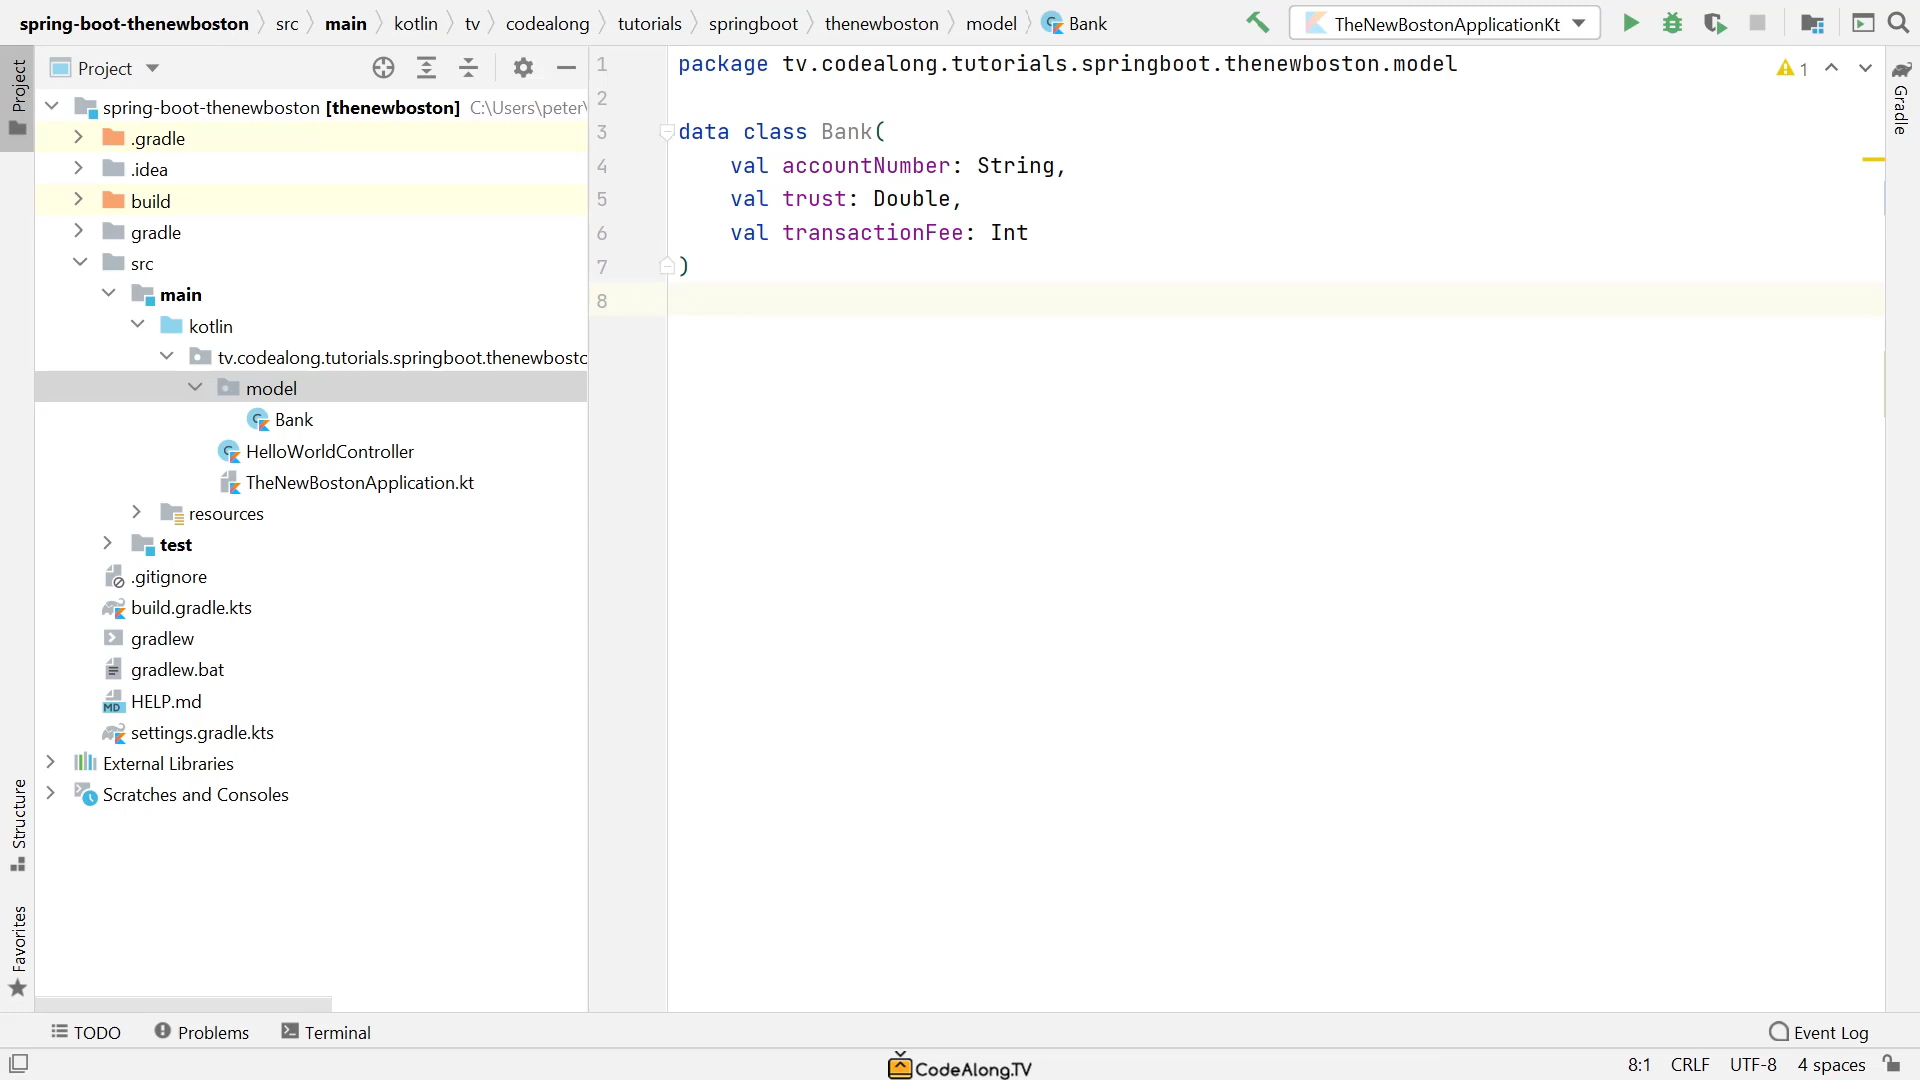 spring-boot-thenewboston src main kotlin tv codealong tutorials springboot thenewboston model Bank TheNewBostonApplicationKt
Project
Project
spring-boot-thenewboston [thenewboston] C:\Users\peter\
.gradle
.idea
build
gradle
src
main
kotlin
tv.codealong.tutorials.springboot.thenewbosto
model
Bank
HelloWorldController
TheNewBostonApplication.kt
resources
test
.gitignore
build.gradle.kts
gradlew
gradlew.bat
MD HELP.md
settings.gradle.kts
External Libraries
Scratches and Consoles
Structure
Favorites
1 package tv.codealong.tutorials.springboot.thenewboston.model
2
3 data class Bank(
4 val accountNumber: String,
5 val trust: Double,
6 val transactionFee: Int
7 )
8
1
Gradle
TODO Problems Terminal Event Log
CodeAlong.TV
8:1 CRLF UTF-8 4 spaces